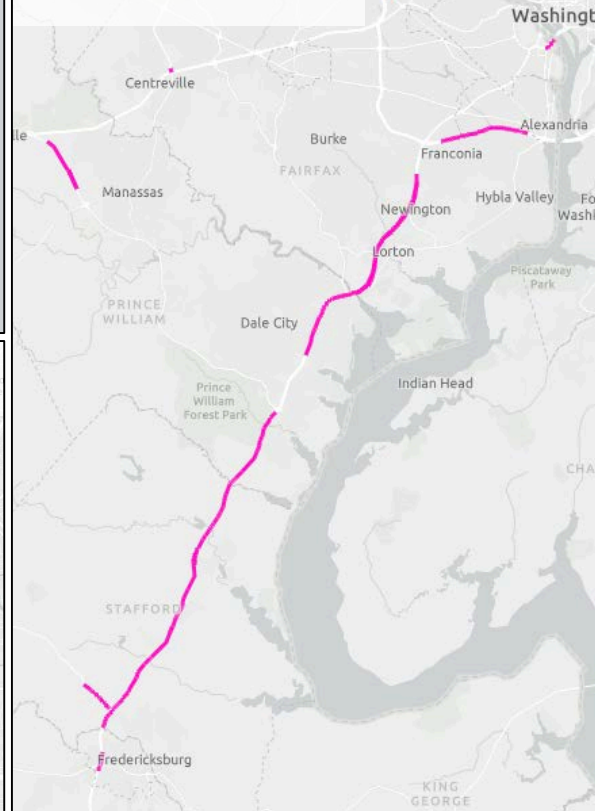 Washingt
Centreville
lle
Burke
Alexandria
Franconia
FAIRFAX
Manassas
Hybla Valley
Fo
Washi
Newington
Lorton
Piscataway
Park
PRINCE
WILLIAM
Dale City
Prince
William
Forest Park
Indian Head
CHA
STAFFORD
Fredericksburg
KING
GEORGE